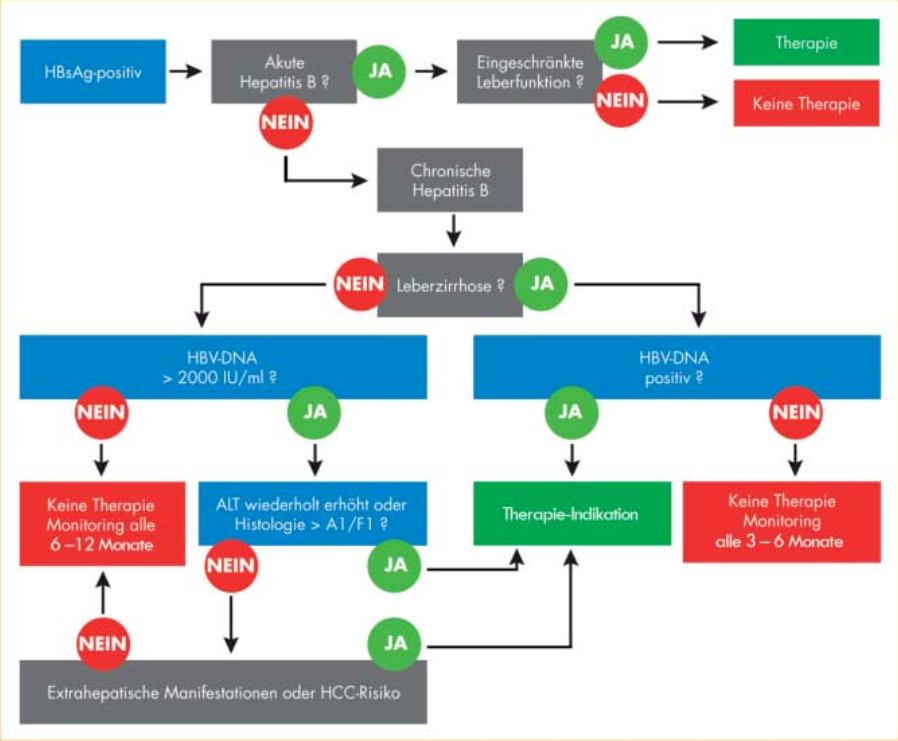 HBsAg-positiv
Akute
Hepatitis B ?
JA
NEIN
Eingeschränkte
Leberfunktion ?
JA
NEIN
Therapie
Keine Therapie
Chronische
Hepatitis B
NEIN
Leberzirrhose ?
JA
HBV-DNA
> 2000 IU/ml ?
NEIN
JA
HBV-DNA
positiv ?
JA
NEIN
Keine Therapie
Monitoring alle
6 –12 Monate
ALT wiederholt erhöht oder
Histologie > A1/F1 ?
NEIN
JA
Therapie-Indikation
Keine Therapie
Monitoring
alle 3 – 6 Monate
NEIN
JA
Extrahepatische Manifestationen oder HCC-Risiko